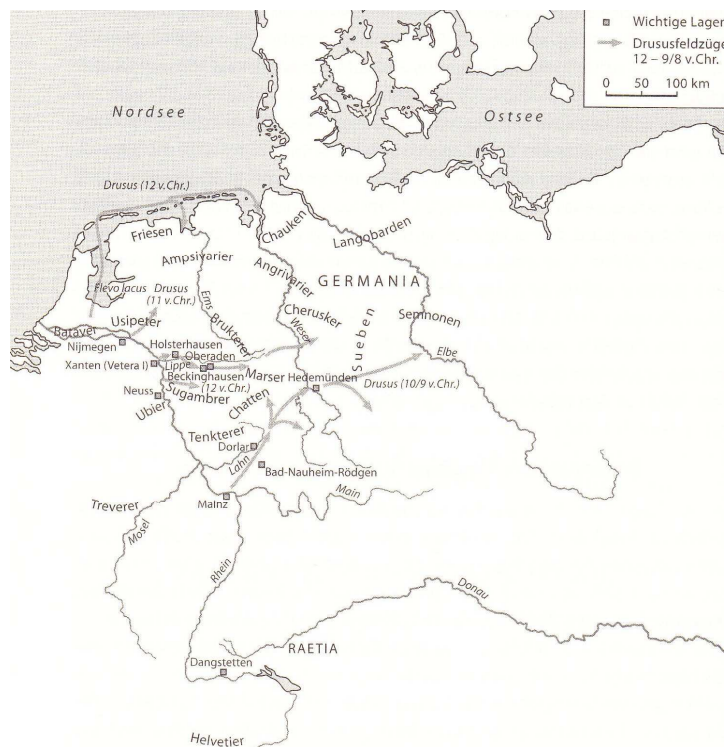 Wichtige Lager
Drususfeldzüge
12 – 9/8 v.Chr.
0 50 100 km
Nordsee
Ostsee
Drusus (12 v.Chr.)
Friesen
Chauken
Langobarden
Ampsivarier
Angrivarier
GERMANIA
Flevo lacus
Drusus
(11 v.Chr.)
Ems
Brukterer
Cherusker
Weser
Sueben
Semnonen
Elbe
Bataver
Usipeter
Nijmegen
Holsterhausen
Oberaden
Xanten (Vetera I)
Lippe
Beckinghausen
(12 v.Chr.)
Marser
Hedemünden
Drusus (10/9 v.Chr.)
Neuss
Sugambrer
Ubier
Chatten
Tenkterer
Dorlar
Lahn
Bad-Nauheim-Rödgen
Mainz
Main
Treverer
Mosel
Rhein
Donau
RAETIA
Dangstetten
Helvetier